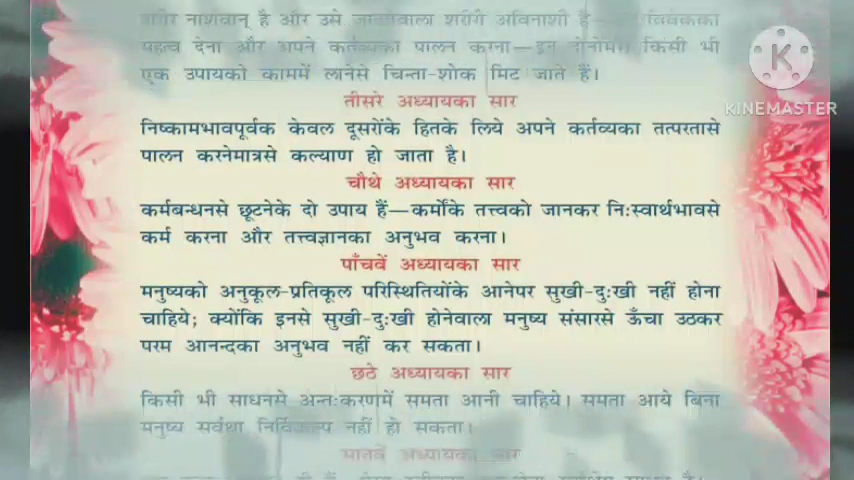 शरीर नाशवान् है और उसे जाननेवाला शरीरी अविनाशी है—
महत्व देना और अपने कर्तव्यका पालन करना—इन दोनोंमेंसे किसी भी
एक उपायको काममें लानेसे चिन्ता-शोक मिट जाते हैं।
तीसरे अध्यायका सार
निष्कामभावपूर्वक केवल दूसरोंके हितके लिये अपने कर्तव्यका तत्परतासे
पालन करनेमात्रसे कल्याण हो जाता है।
चौथे अध्यायका सार
कर्मबन्धनसे छूटनेके दो उपाय हैं—कर्मोंके तत्त्वको जानकर निःस्वार्थभावसे
कर्म करना और तत्त्वज्ञानका अनुभव करना।
पाँचवें अध्यायका सार
मनुष्यको अनुकूल-प्रतिकूल परिस्थितियोंके आनेपर सुखी-दुःखी नहीं होना
चाहिये; क्योंकि इनसे सुखी-दुःखी होनेवाला मनुष्य संसारसे ऊँचा उठकर
परम आनन्दका अनुभव नहीं कर सकता।
छठे अध्यायका सार
किसी भी साधनसे अन्तःकरणमें समता आनी चाहिये। समता आये बिना
मनुष्य सर्वथा निर्विकल्प नहीं हो सकता।
सातवें अध्यायका सार
KINEMASTER